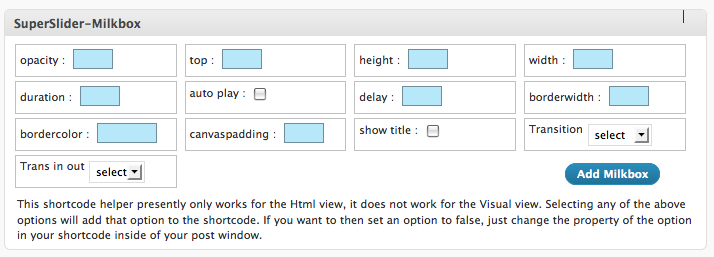 SuperSlider-Milkbox
opacity : top : height : width :
duration : auto play : delay : borderwidth :
bordercolor : canvaspadding : show title : Transition select
Trans in out select Add Milkbox
This shortcode helper presently only works for the Html view, it does not work for the Visual view. Selecting any of the above
options will add that option to the shortcode. If you want to then set an option to false, just change the property of the option
in your shortcode inside of your post window.